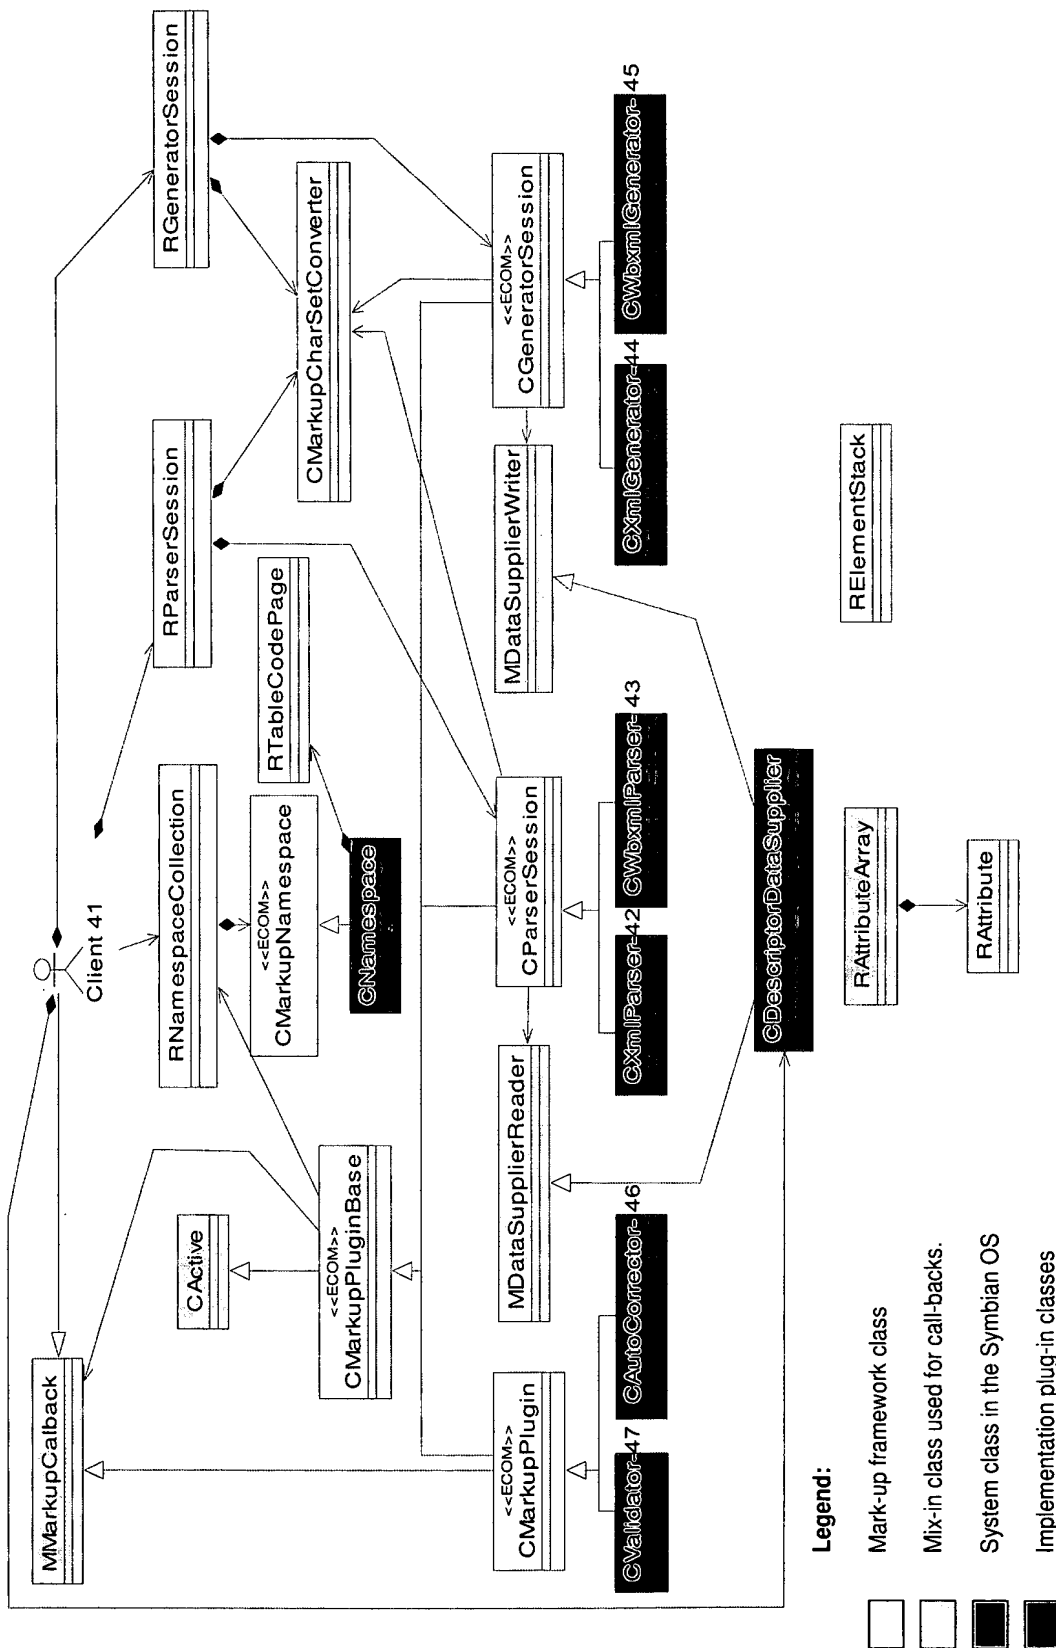 MMarkupCalback
Client 41
RParserSession
RGeneratorSession
CActive
RNamespaceCollection
RTableCodePage
CMarkupCharSetConverter
<<ECOM>>
CMarkupPluginBase
<<ECOM>>
CMarkupNamespace
CNamespace
<<ECOM>>
CMarkupPlugin
MDataSupplierReader
<<ECOM>>
CParserSession
MDataSupplierWriter
<<ECOM>>
CGeneratorSession
CValidator-47
CAutoCorrector-46
CXmlParser-42
CWbxmlParser-43
CXmlGenerator-44
CWbxmlGenerator-45
CDescriptorDataSupplier
RAttributeArray
RElementStack
RAttribute
Legend:
Mark-up framework class
Mix-in class used for call-backs.
System class in the Symbian OS
Implementation plug-in classes